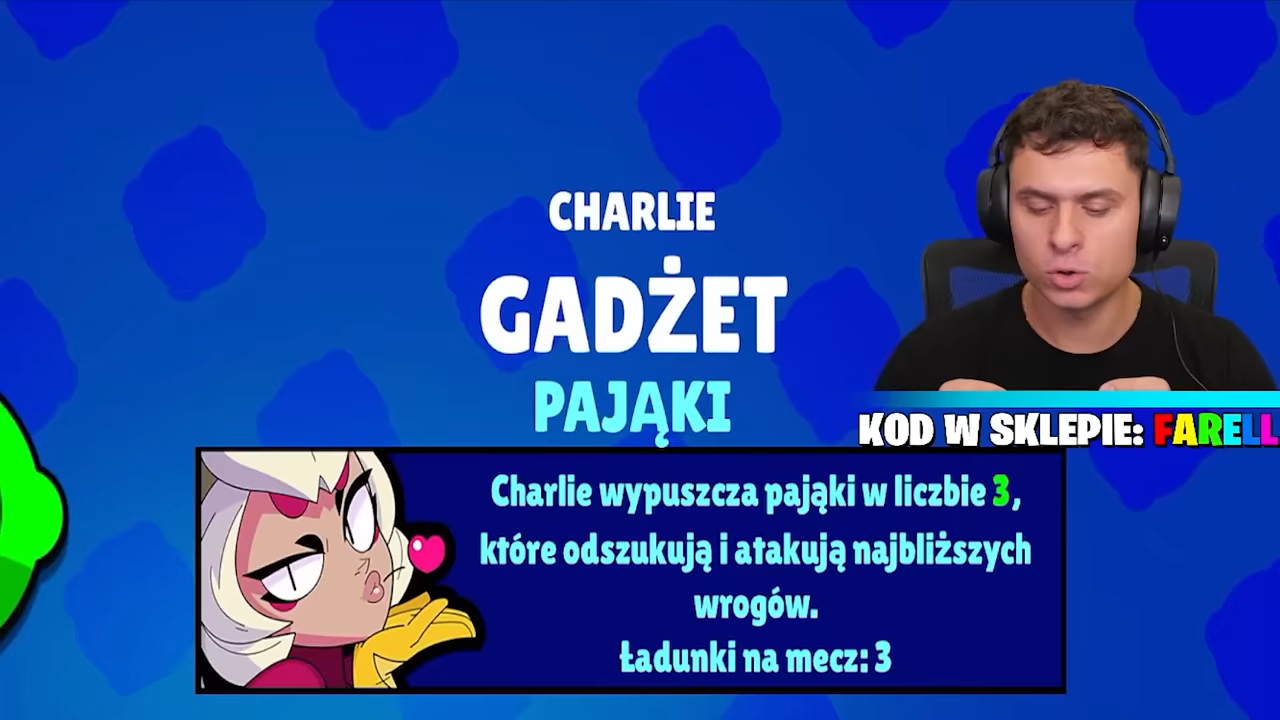 CHARLIE
GADŻET
PAJĄKI
KOD W SKLEPIE: FARELL
Charlie wypuszcza pająki w liczbie 3,
które odszukują i atakują najbliższych
wrogów.
Ładunki na mecz: 3